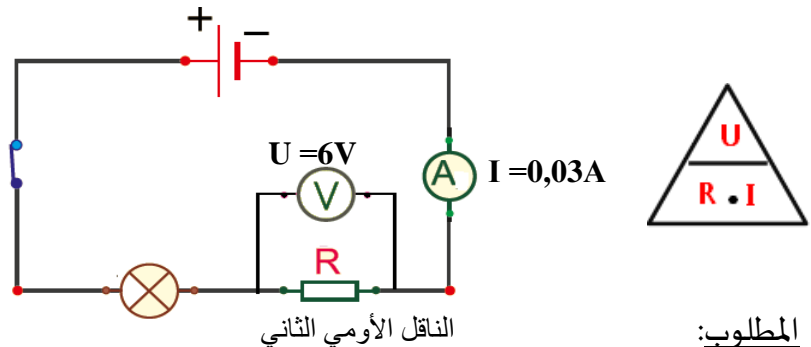 + −
U =6V
V
A
I =0,03A
U
R . I
R
الناقل الأومي الثاني
المطلوب: